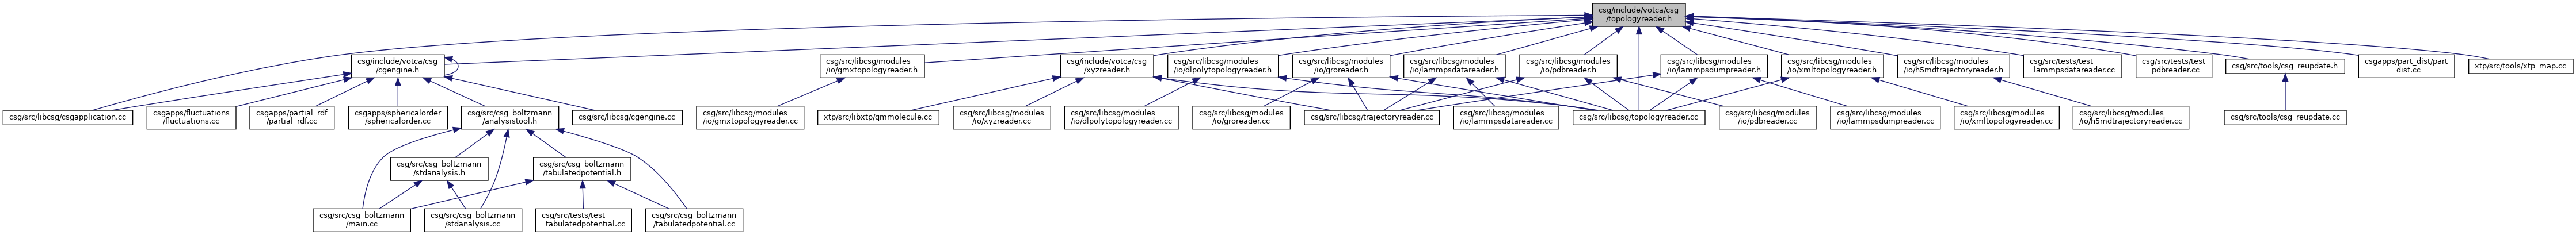 csg/include/votca/csg
/topologyreader.h
csg/include/votca/csg
/cgengine.h
csg/src/libcsg/modules
/io/gmxtopologyreader.h
csg/include/votca/csg
/xyzreader.h
csg/src/libcsg/modules
/io/dlpolytopologyreader.h
csg/src/libcsg/modules
/io/groreader.h
csg/src/libcsg/modules
/io/lammpsdatareader.h
csg/src/libcsg/modules
/io/pdbreader.h
csg/src/libcsg/modules
/io/lammpsdumpreader.h
csg/src/libcsg/modules
/io/xmltopologyreader.h
csg/src/libcsg/modules
/io/h5mdtrajectoryreader.h
csg/src/tests/test
_lammpsdatareader.cc
csg/src/tests/test
_pdbreader.cc
csg/src/tools/csg_reupdate.h
csgapps/part_dist/part
_dist.cc
xtp/src/tools/xtp_map.cc
csg/src/libcsg/csgapplication.cc
csgapps/fluctuations
/fluctuations.cc
csgapps/partial_rdf
/partial_rdf.cc
csgapps/sphericalorder
/sphericalorder.cc
csg/src/csg_boltzmann
/analysistool.h
csg/src/libcsg/cgengine.cc
csg/src/libcsg/modules
/io/gmxtopologyreader.cc
xtp/src/libxtp/qmmolecule.cc
csg/src/libcsg/modules
/io/xyzreader.cc
csg/src/libcsg/modules
/io/dlpolytopologyreader.cc
csg/src/libcsg/modules
/io/groreader.cc
csg/src/libcsg/trajectoryreader.cc
csg/src/libcsg/modules
/io/lammpsdatareader.cc
csg/src/libcsg/topologyreader.cc
csg/src/libcsg/modules
/io/pdbreader.cc
csg/src/libcsg/modules
/io/lammpsdumpreader.cc
csg/src/libcsg/modules
/io/xmltopologyreader.cc
csg/src/libcsg/modules
/io/h5mdtrajectoryreader.cc
csg/src/tools/csg_reupdate.cc
csg/src/csg_boltzmann
/stdanalysis.h
csg/src/csg_boltzmann
/tabulatedpotential.h
csg/src/csg_boltzmann
/main.cc
csg/src/csg_boltzmann
/stdanalysis.cc
csg/src/tests/test
_tabulatedpotential.cc
csg/src/csg_boltzmann
/tabulatedpotential.cc